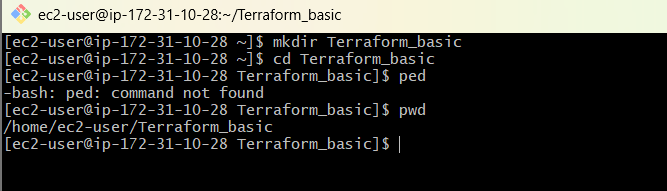 ec2-user@ip-172-31-10-28:~/Terraform_basic
[ec2-user@ip-172-31-10-28 ~]$ mkdir Terraform_basic
[ec2-user@ip-172-31-10-28 ~]$ cd Terraform_basic
[ec2-user@ip-172-31-10-28 Terraform_basic]$ ped
-bash: ped: command not found
[ec2-user@ip-172-31-10-28 Terraform_basic]$ pwd
/home/ec2-user/Terraform_basic
[ec2-user@ip-172-31-10-28 Terraform_basic]$